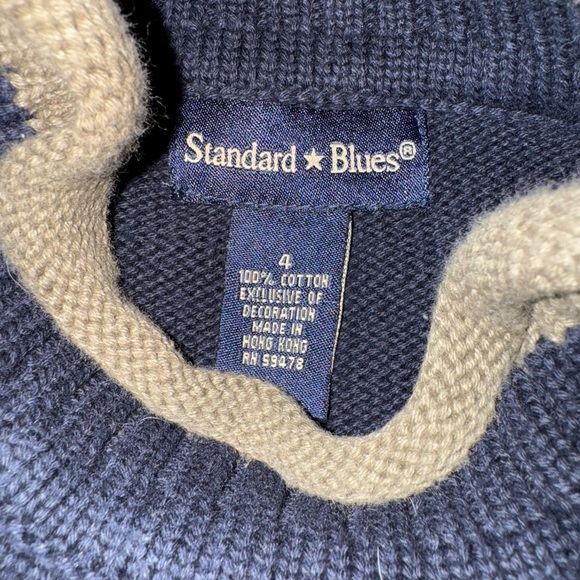 Standard ★ Blues®
4
100% COTTON
EXCLUSIVE OF
DECORATION
MADE IN
HONG KONG
RN 59478